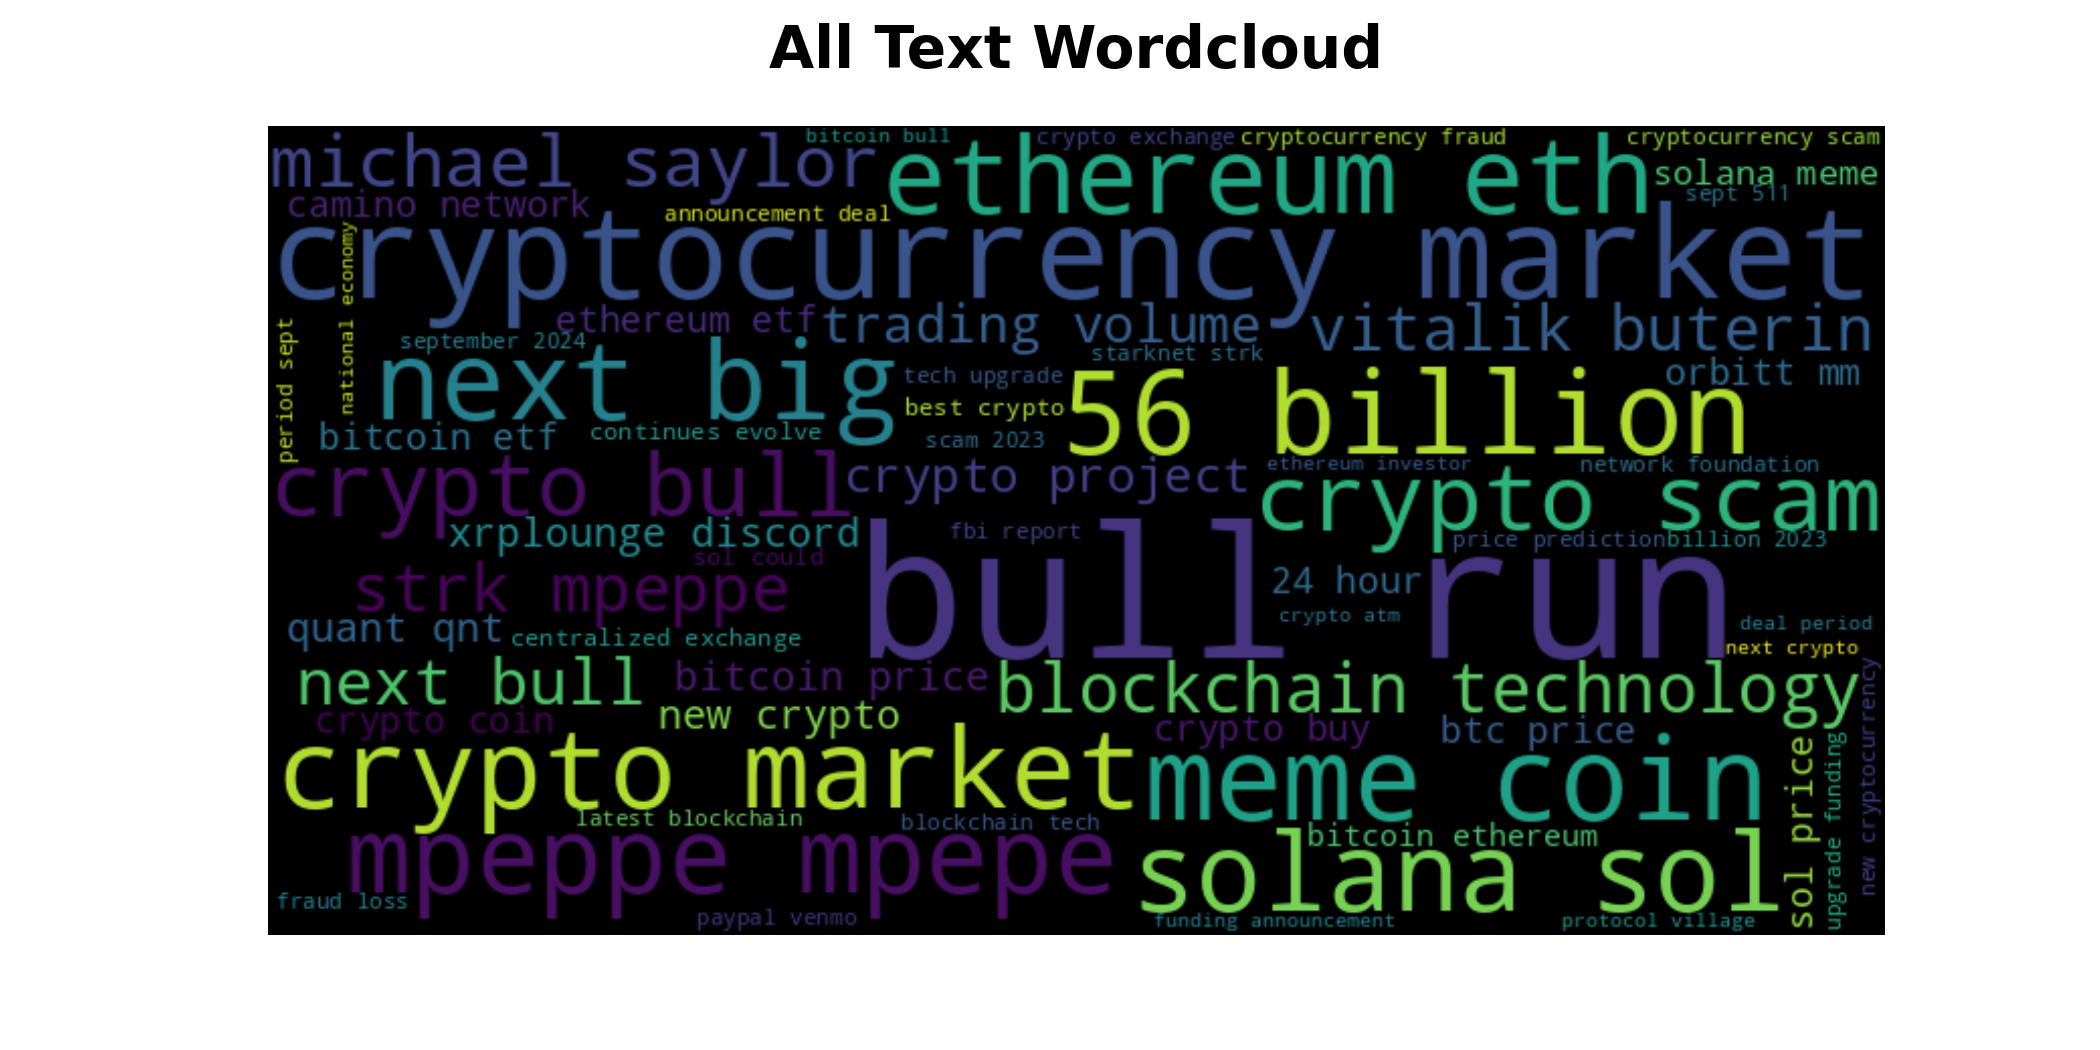 All Text Wordcloud
bitcoin bull
crypto exchange
cryptocurrency fraud
cryptocurrency scam
michael saylor
ethereum eth
solana meme
sept 511
camino network
announcement deal
cryptocurrency market
national economy
period sept
ethereum etf
trading volume
vitalik buterin
september 2024
starknet strk
next big
tech upgrade
orbitt mm
best crypto
56 billion
bitcoin etf
continues evolve
scam 2023
crypto bull
crypto project
ethereum investor
network foundation
crypto scam
xrplounge discord
fbi report
price prediction
billion 2023
sol could
strk mpeppe
bull run
24 hour
crypto atm
quant qnt
centralized exchange
deal period
next crypto
next bull
bitcoin price
blockchain technology
new cryptocurrency
crypto coin
new crypto
crypto buy
btc price
crypto market
meme coin
sol price
upgrade funding
latest blockchain
blockchain tech
bitcoin ethereum
mpeppe mpepe
solana sol
fraud loss
paypal venmo
funding announcement
protocol village